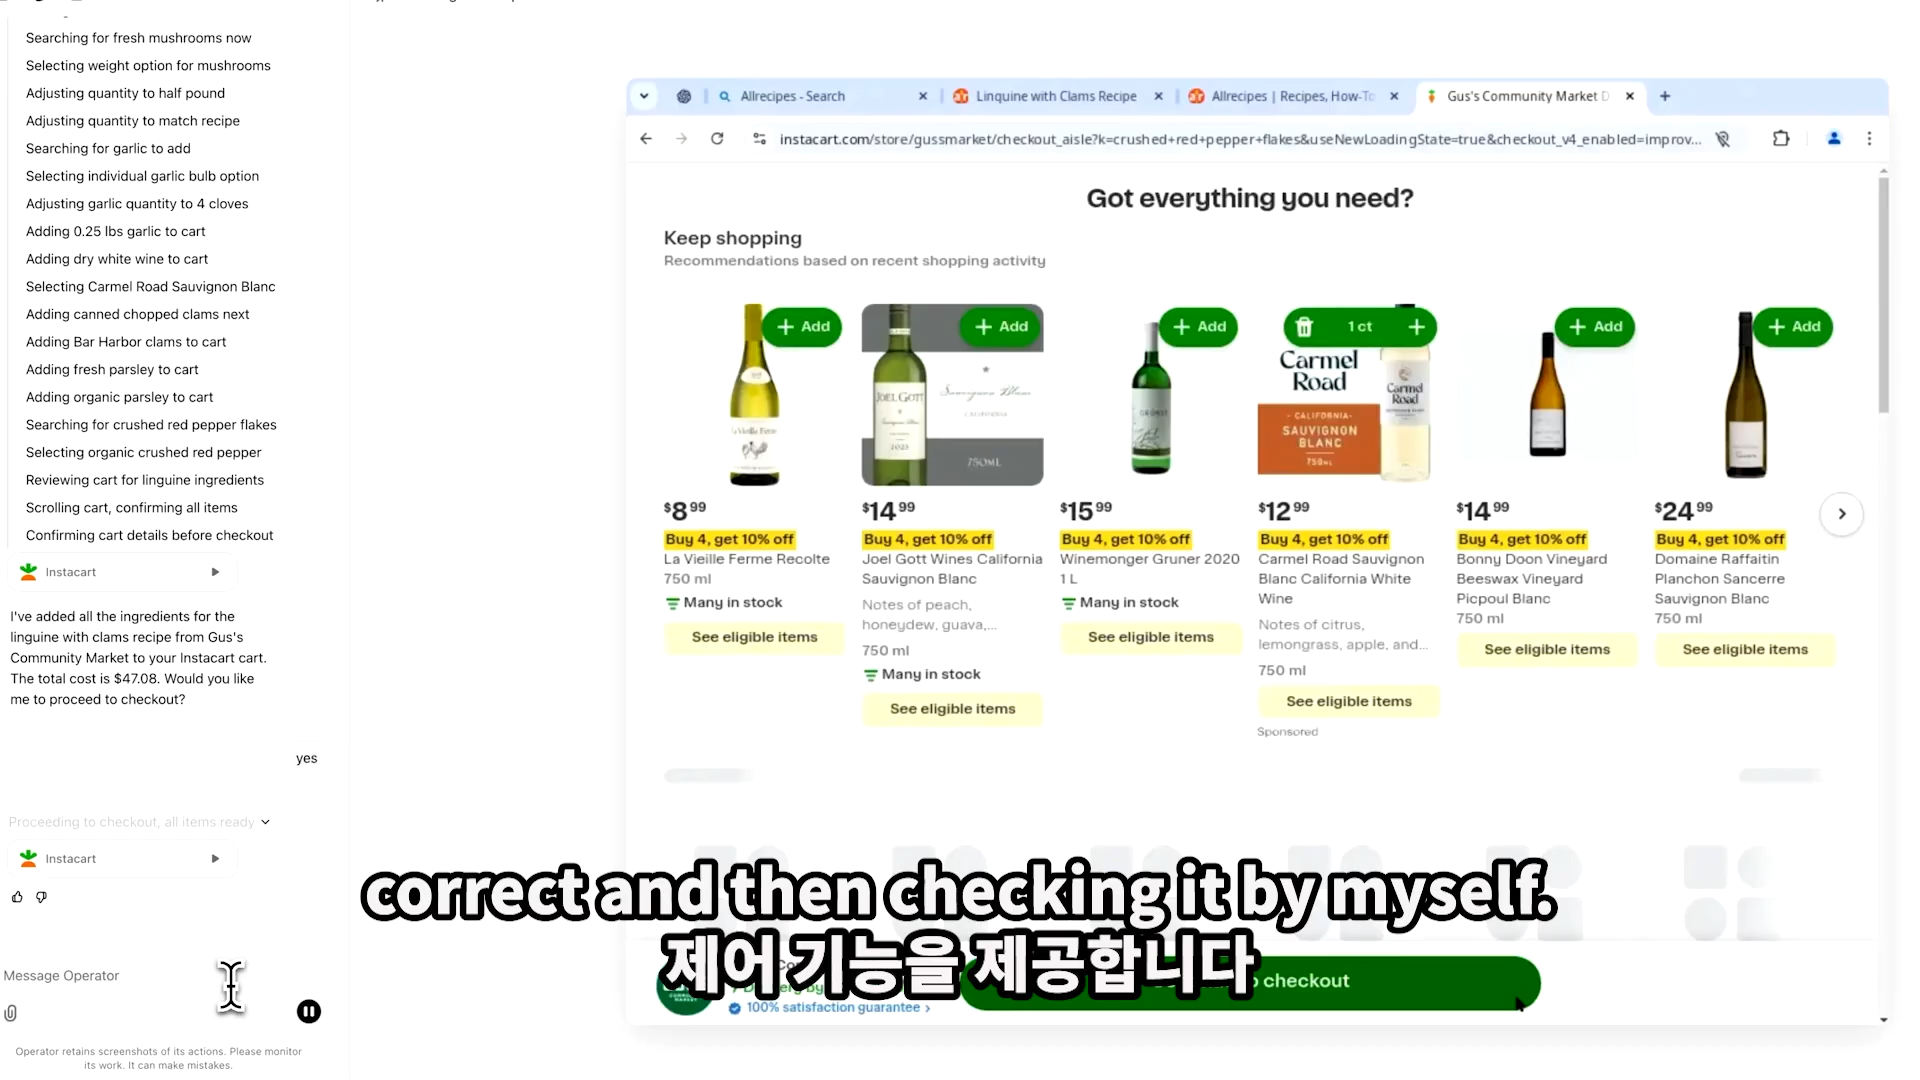 Searching for fresh mushrooms now
Selecting weight option for mushrooms
Adjusting quantity to half pound
Adjusting quantity to match recipe
Searching for garlic to add
Selecting individual garlic bulb option
Adjusting garlic quantity to 4 cloves
Adding 0.25 lbs garlic to cart
Adding dry white wine to cart
Selecting Carmel Road Sauvignon Blanc
Adding canned chopped clams next
Adding Bar Harbor clams to cart
Adding fresh parsley to cart
Adding organic parsley to cart
Searching for crushed red pepper flakes
Selecting organic crushed red pepper
Reviewing cart for linguine ingredients
Scrolling cart, confirming all items
Confirming cart details before checkout
Instacart
I've added all the ingredients for the
linguine with clams recipe from Gus's
Community Market to your Instacart cart.
The total cost is $47.08. Would you like
me to proceed to checkout?
yes
Proceeding to checkout, all items ready
Instacart
Message Operator
Operator retains screenshots of its actions. Please monitor
its work. It can make mistakes.
Allrecipes - Search
Linquine with Clams Recipe
Allrecipes | Recipes, How-To
Gus's Community Market D
instacart.com/store/gussmarket/checkout_aisle?k=crushed+red+pepper+flakes&useNewLoadingState=true&checkout_v4_enabled=improv...
Got everything you need?
Keep shopping
Recommendations based on recent shopping activity
+ Add
+ Add
+ Add
1 ct +
+ Add
+ Add
JOEL GOTT
Sauvignon Blanc
CALIFORNIA
2023
750ML
Carmel
Road
CALIFORNIA
SAUVIGNON
BLANC
750ML
Carmel
Road
$8.99
Buy 4, get 10% off
La Vieille Ferme Recolte
750 ml
Many in stock
See eligible items
$14.99
Buy 4, get 10% off
Joel Gott Wines California
Sauvignon Blanc
Notes of peach,
honeydew, guava,...
750 ml
Many in stock
See eligible items
$15.99
Buy 4, get 10% off
Winemonger Gruner 2020
1 L
Many in stock
See eligible items
$12.99
Buy 4, get 10% off
Carmel Road Sauvignon
Blanc California White
Wine
Notes of citrus,
lemongrass, apple, and...
750 ml
See eligible items
Sponsored
$14.99
Buy 4, get 10% off
Bonny Doon Vineyard
Beeswax Vineyard
Picpoul Blanc
750 ml
See eligible items
$24.99
Buy 4, get 10% off
Domaine Raffaitin
Planchon Sancerre
Sauvignon Blanc
750 ml
See eligible items
correct and then checking it by myself.
제어 기능을 제공합니다
checkout
100% satisfaction guarantee